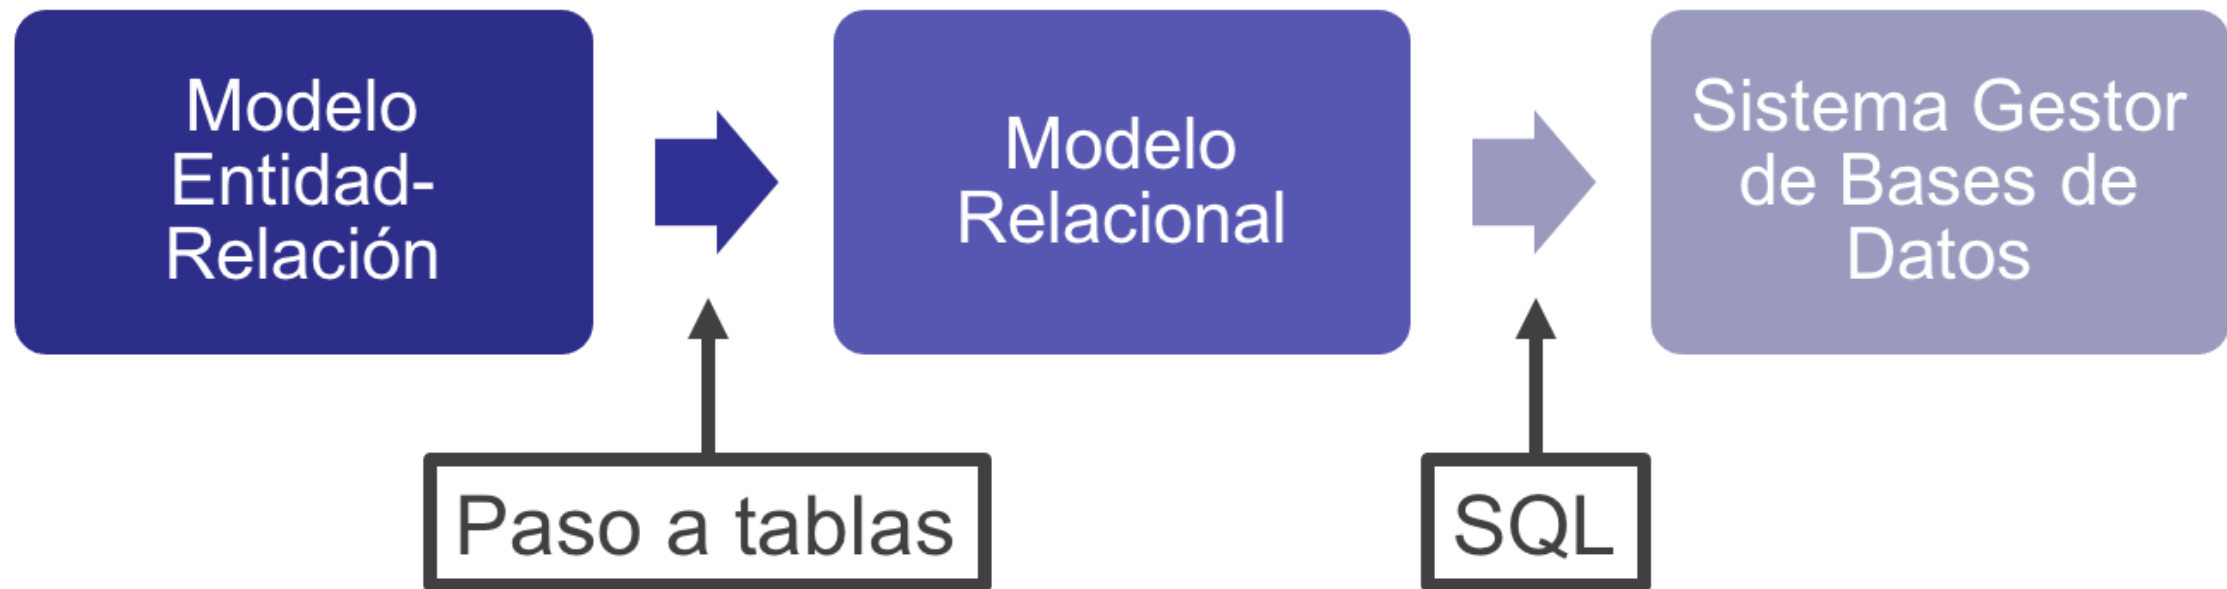 Modelo
Entidad-
Relación
Modelo
Relacional
Sistema Gestor
de Bases de
Datos
Paso a tablas
SQL